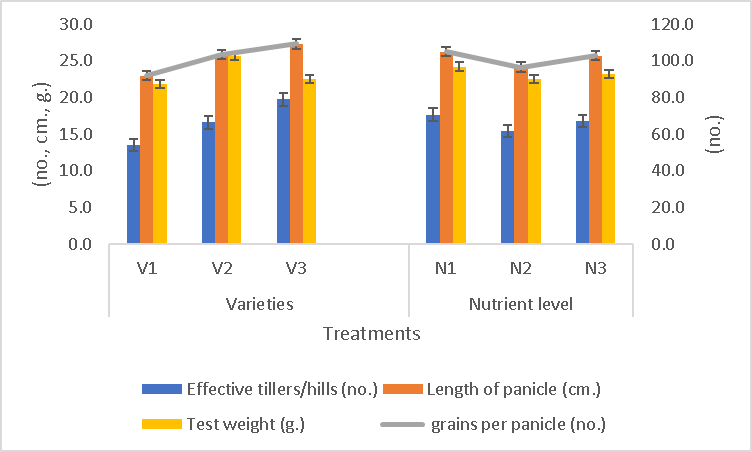 30.0
25.0
20.0
15.0
10.0
5.0
0.0
(no., cm., g.)
120.0
100.0
80.0
60.0
40.0
20.0
0.0
(no.)
V1 V2 V3 N1 N2 N3
Varieties Nutrient level
Treatments
Effective tillers/hills (no.) Length of panicle (cm.)
Test weight (g.) grains per panicle (no.)